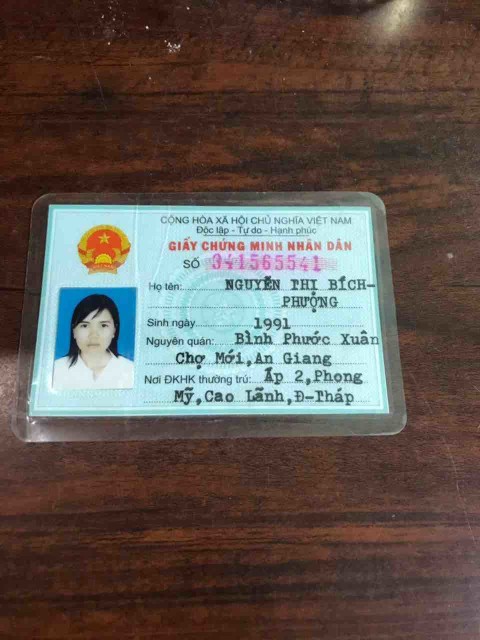 CỘNG HÒA XÃ HỘI CHỦ NGHĨA VIỆT NAM
Độc lập - Tự do - Hạnh phúc
GIẤY CHỨNG MINH NHÂN DÂN
SỐ 341565541
Họ tên: NGUYỄN THỊ BÍCH-
PHƯỢNG
Sinh ngày 1991
Nguyên quán: Bình Phước Xuân
Chợ Mới,An Giang
Nơi ĐKHK thường trú: Ấp 2,Phong
Mỹ,Cao Lãnh,Đ-Tháp